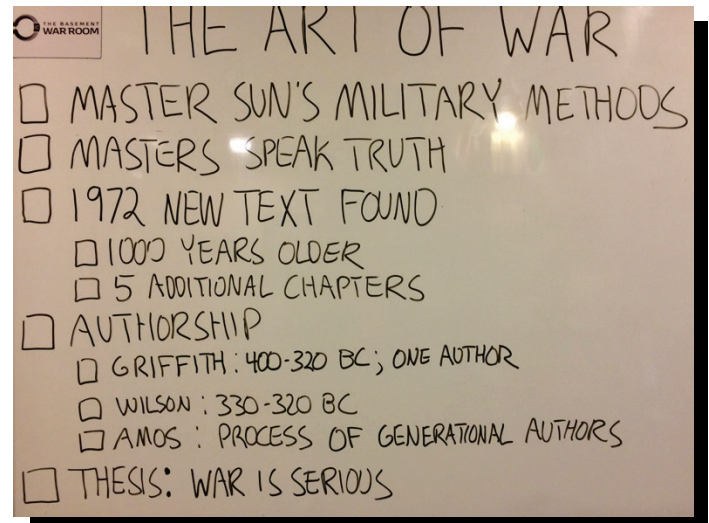 THE BASEMENT
WAR ROOM
THE ART OF WAR
MASTER SUN'S MILITARY METHODS
MASTERS SPEAK TRUTH
1972 NEW TEXT FOUND
1000 YEARS OLDER
5 ADDITIONAL CHAPTERS
AUTHORSHIP
GRIFFITH: 400-320 BC; ONE AUTHOR
WILSON: 330-320 BC
AMOS: PROCESS OF GENERATIONAL AUTHORS
THESIS: WAR IS SERIOUS